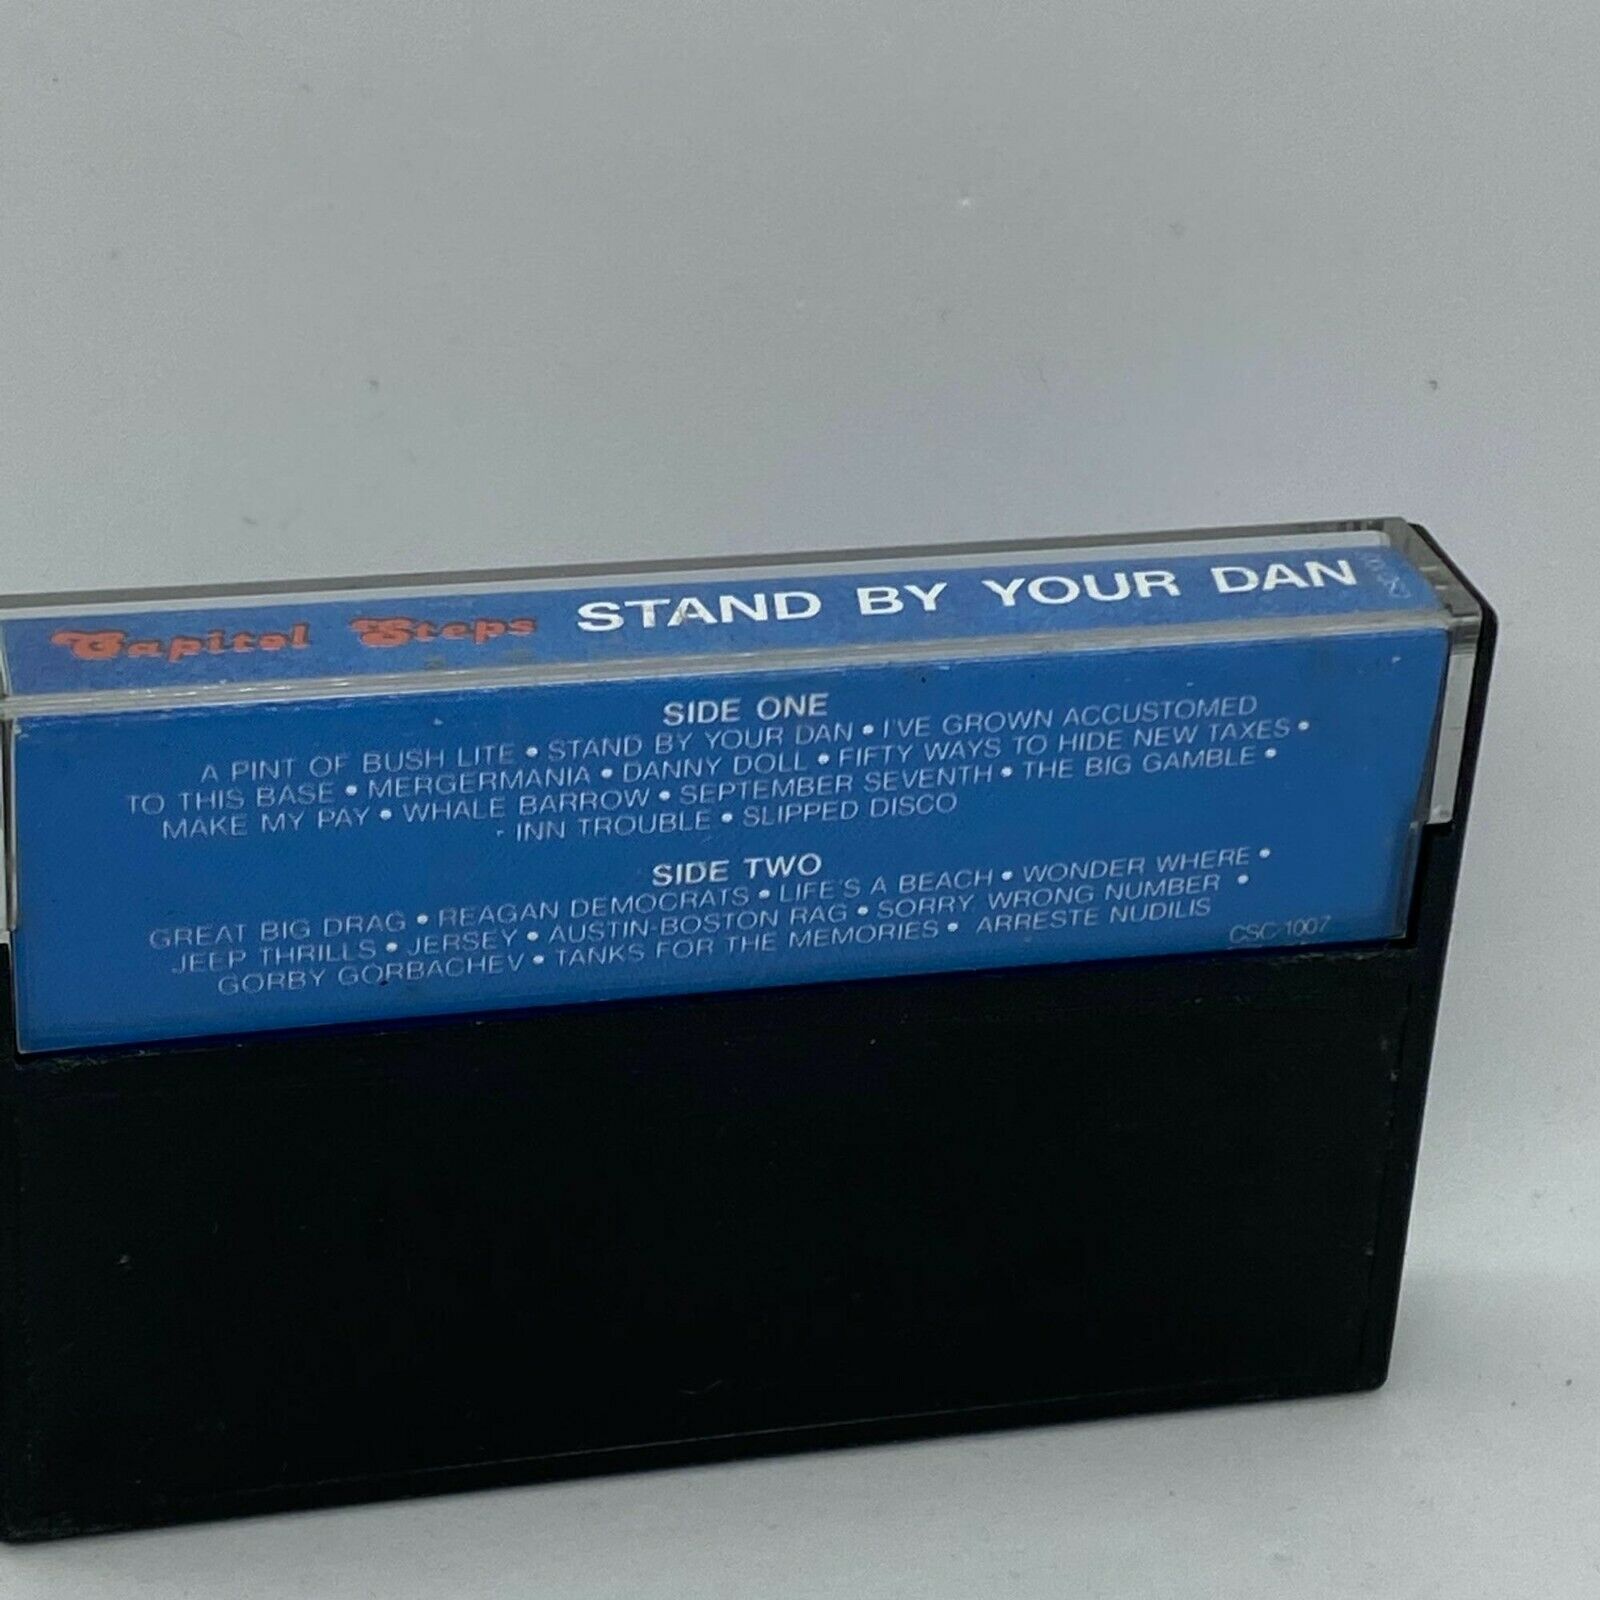 Capitol Steps STAND BY YOUR DAN
SIDE ONE
A PINT OF BUSH LITE • STAND BY YOUR DAN • I'VE GROWN ACCUSTOMED
TO THIS BASE • MERGERMANIA • DANNY DOLL • FIFTY WAYS TO HIDE NEW TAXES •
MAKE MY PAY • WHALE BARROW • SEPTEMBER SEVENTH • THE BIG GAMBLE •
INN TROUBLE • SLIPPED DISCO
SIDE TWO
GREAT BIG DRAG • REAGAN DEMOCRATS • LIFE'S A BEACH • WONDER WHERE •
JEEP THRILLS • JERSEY • AUSTIN-BOSTON RAG • SORRY WRONG NUMBER •
GORBY GORBACHEV • TANKS FOR THE MEMORIES • ARRESTE NUDILIS
CSC-1007